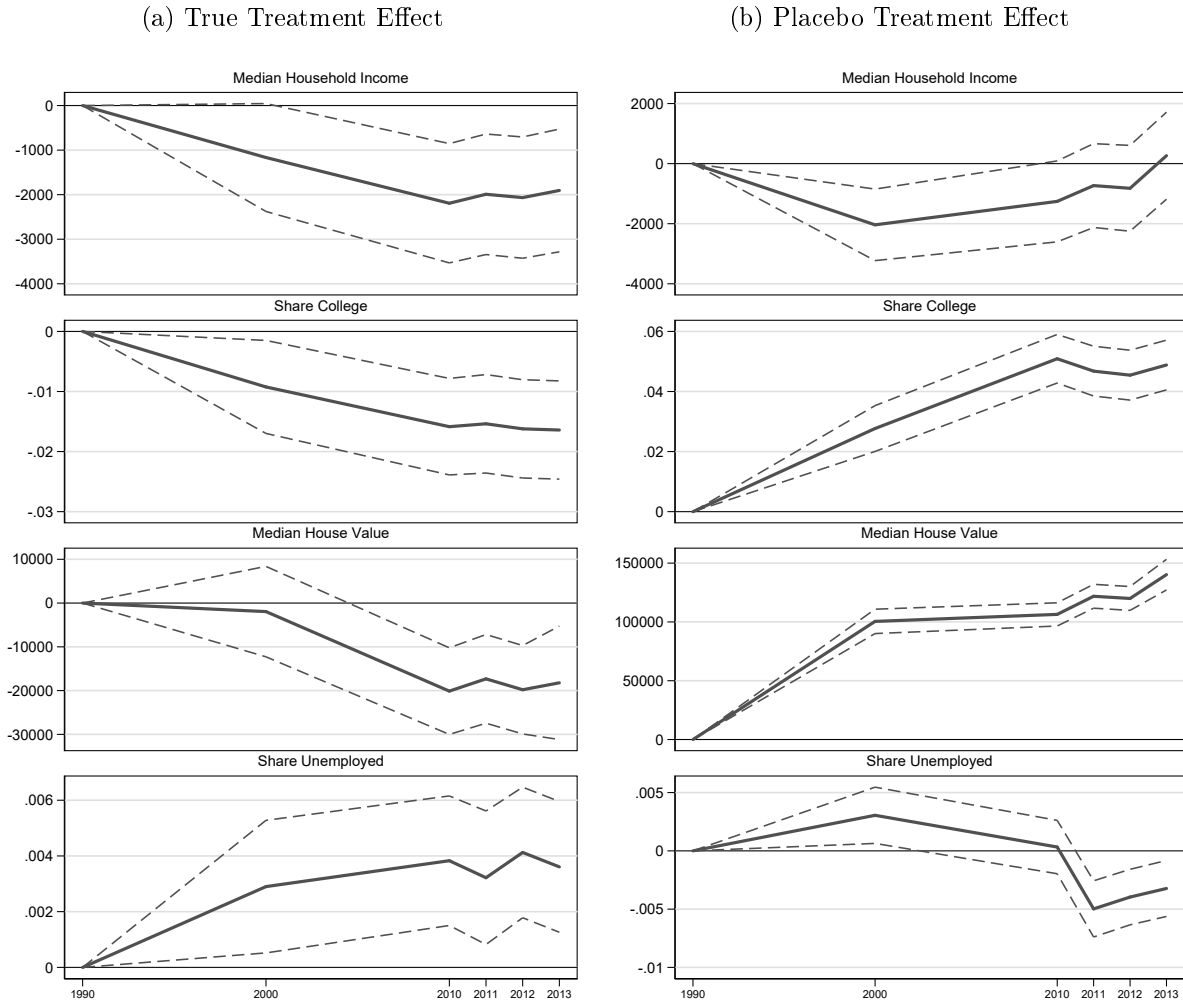 (a) True Treatment Effect
(b) Placebo Treatment Effect
Median Household Income
0
-1000
-2000
-3000
-4000
Share College
0
-.01
-.02
-.03
Median House Value
10000
0
-10000
-20000
-30000
Share Unemployed
.006
.004
.002
0
1990 2000 2010 2011 2012 2013
Median Household Income
2000
0
-2000
-4000
Share College
.06
.04
.02
0
Median House Value
150000
100000
50000
0
Share Unemployed
.005
0
-.005
-.01
1990 2000 2010 2011 2012 2013